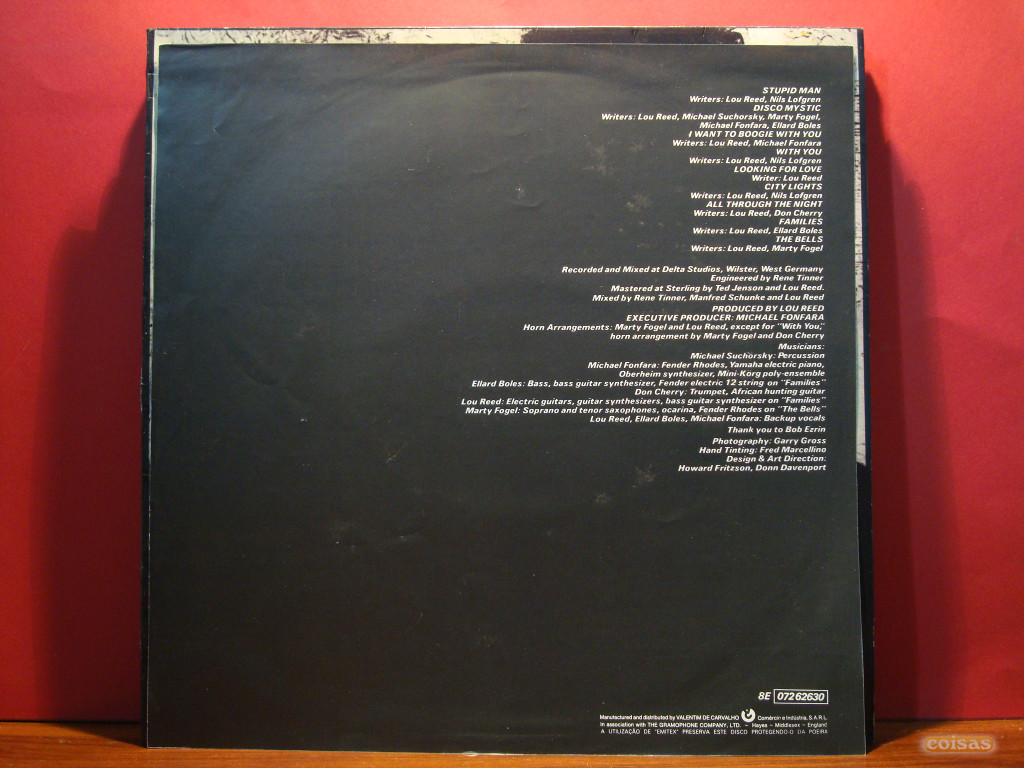 STUPID MAN
Writers: Lou Reed, Nils Lofgren
DISCO MYSTIC
Writers: Lou Reed, Michael Suchorsky, Marty Fogel,
Michael Fonfara, Ellard Boles
I WANT TO BOOGIE WITH YOU
Writers: Lou Reed, Michael Fonfara
WITH YOU
Writers: Lou Reed, Nils Lofgren
LOOKING FOR LOVE
Writer: Lou Reed
CITY LIGHTS
Writers: Lou Reed, Nils Lofgren
ALL THROUGH THE NIGHT
Writers: Lou Reed, Don Cherry
FAMILIES
Writers: Lou Reed, Ellard Boles
THE BELLS
Writers: Lou Reed, Marty Fogel
Recorded and Mixed at Delta Studios, Wilster, West Germany
Engineered by Rene Tinner
Mastered at Sterling by Ted Jenson and Lou Reed.
Mixed by Rene Tinner, Manfred Schunke and Lou Reed
PRODUCED BY LOU REED
EXECUTIVE PRODUCER: MICHAEL FONFARA
Horn Arrangements: Marty Fogel and Lou Reed, except for "With You,"
horn arrangement by Marty Fogel and Don Cherry
Musicians:
Michael Suchorsky: Percussion
Michael Fonfara: Fender Rhodes, Yamaha electric piano,
Oberheim synthesizer, Mini-Korg poly-ensemble
Ellard Boles: Bass, bass guitar synthesizer, Fender electric 12 string on "Families"
Don Cherry: Trumpet, African hunting guitar
Lou Reed: Electric guitars, guitar synthesizers, bass guitar synthesizer on "Families"
Marty Fogel: Soprano and tenor saxophones, ocarina, Fender Rhodes on "The Bells"
Lou Reed, Ellard Boles, Michael Fonfara: Backup vocals
Thank you to Bob Ezrin
Photography: Garry Gross
Hand Tinting: Fred Marcellino
Design & Art Direction:
Howard Fritzson, Donn Davenport
8E 072 62630
Manufactured and distributed by VALENTIM DE CARVALHO Comércio e Indústria, S.A.R.L.
In association with THE GRAMOPHONE COMPANY, LTD. – Hayes – Middlesex – England
A UTILIZAÇÃO DE "EMITEX" PRESERVA ESTE DISCO PROTEGENDO-O DA POEIRA
coisas